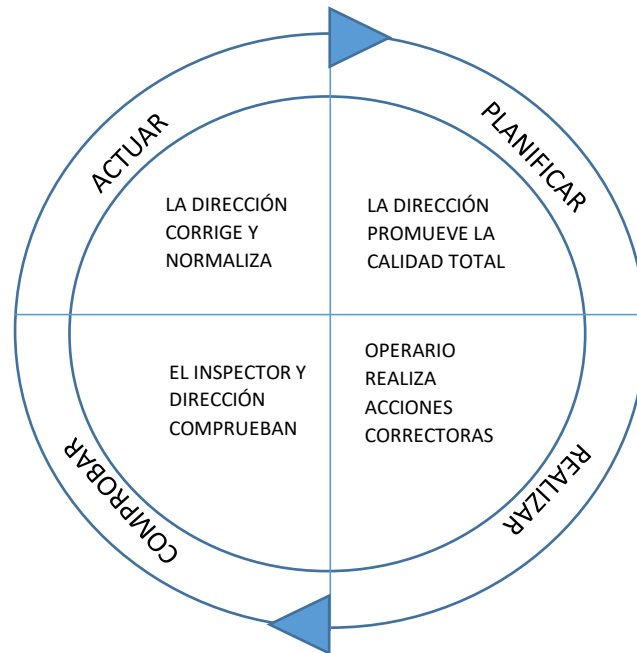 ACTUAR
PLANIFICAR
LA DIRECCIÓN
CORRIGE Y
NORMALIZA
LA DIRECCIÓN
PROMUEVE LA
CALIDAD TOTAL
EL INSPECTOR Y
DIRECCIÓN
COMPRUEBAN
OPERARIO
REALIZA
ACCIONES
CORRECTORAS
COMPROBAR
REALIZAR